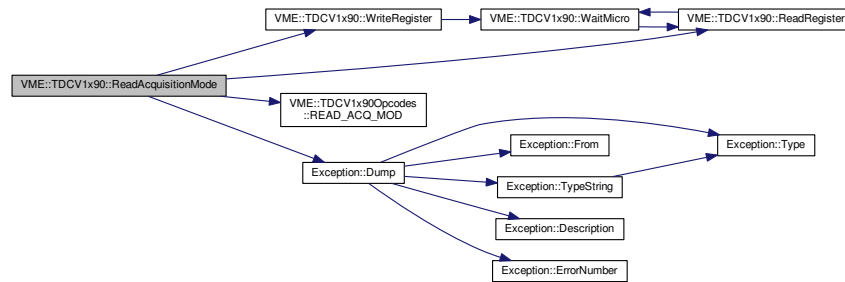 VME::TDCV1x90::WriteRegister
VME::TDCV1x90::WaitMicro
VME::TDCV1x90::ReadRegister
VME::TDCV1x90::ReadAcquisitionMode
VME::TDCV1x90Opcodes
::READ_ACQ_MOD
Exception::Dump
Exception::From
Exception::Type
Exception::TypeString
Exception::Description
Exception::ErrorNumber